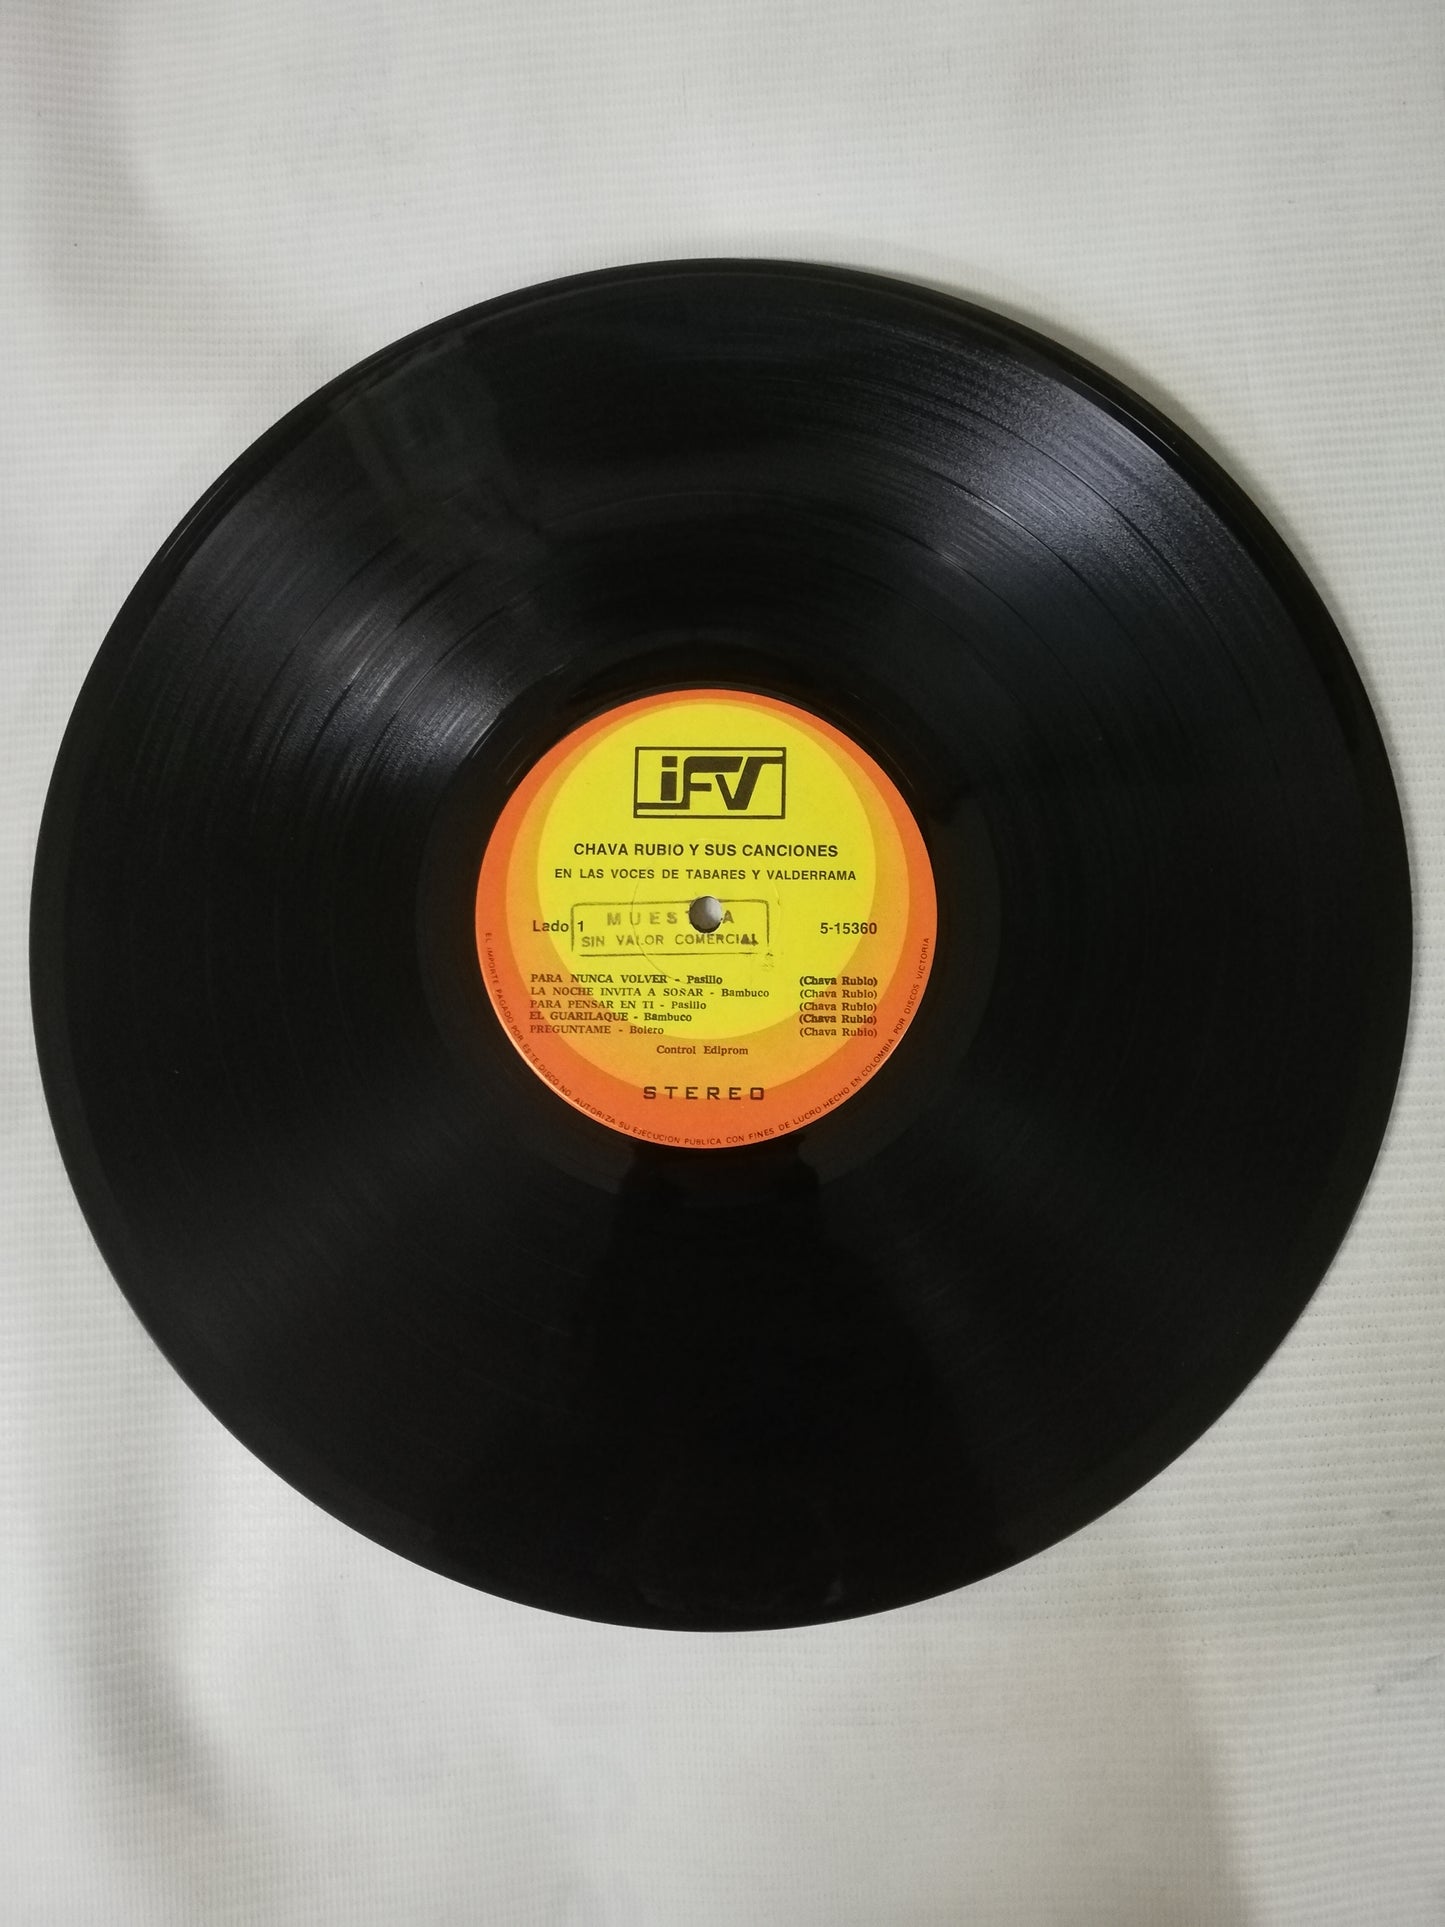 iFV
CHAVA RUBIO Y SUS CANCIONES
EN LAS VOCES DE TABARES Y VALDERRAMA
Lado 1
MUES A
SIN VALOR COMERCIAL
5-15360
PARA NUNCA VOLVER - Pasillo (Chava Rubio)
LA NOCHE INVITA A SOÑAR - Bambuco (Chava Rubio)
PARA PENSAR EN TI - Pasillo (Chava Rubio)
EL GUARILAQUE - Bambuco (Chava Rubio)
PREGUNTAME - Bolero (Chava Rubio)
Control Ediprom
STEREO
EL IMPORTE PAGADO POR ESTE DISCO NO AUTORIZA SU EJECUCION PUBLICA CON FINES DE LUCRO HECHO EN COLOMBIA POR DISCOS VICTORIA